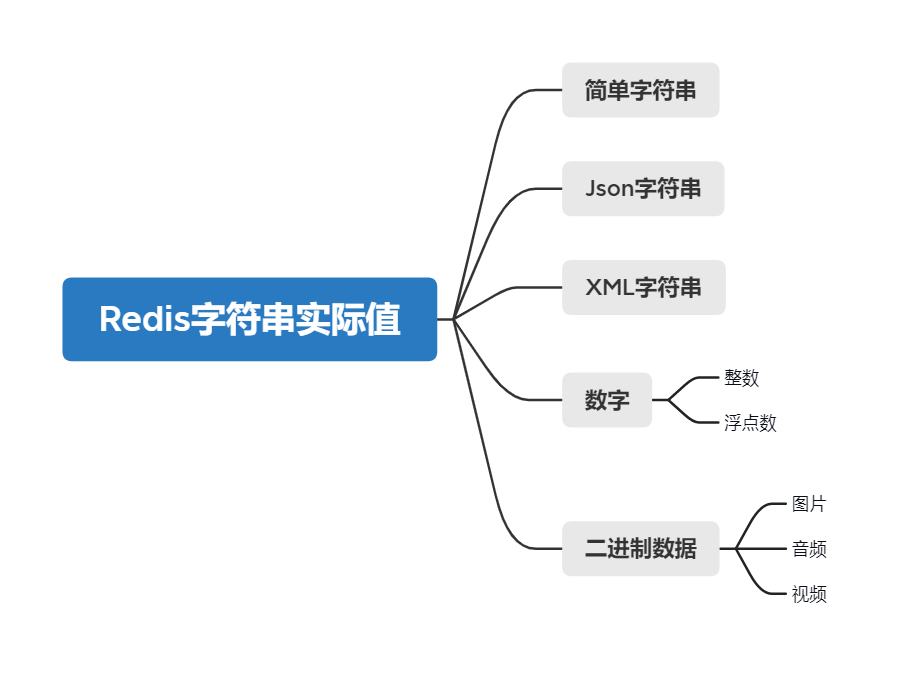 Redis字符串实际值
简单字符串
Json字符串
XML字符串
数字
整数
浮点数
二进制数据
图片
音频
视频